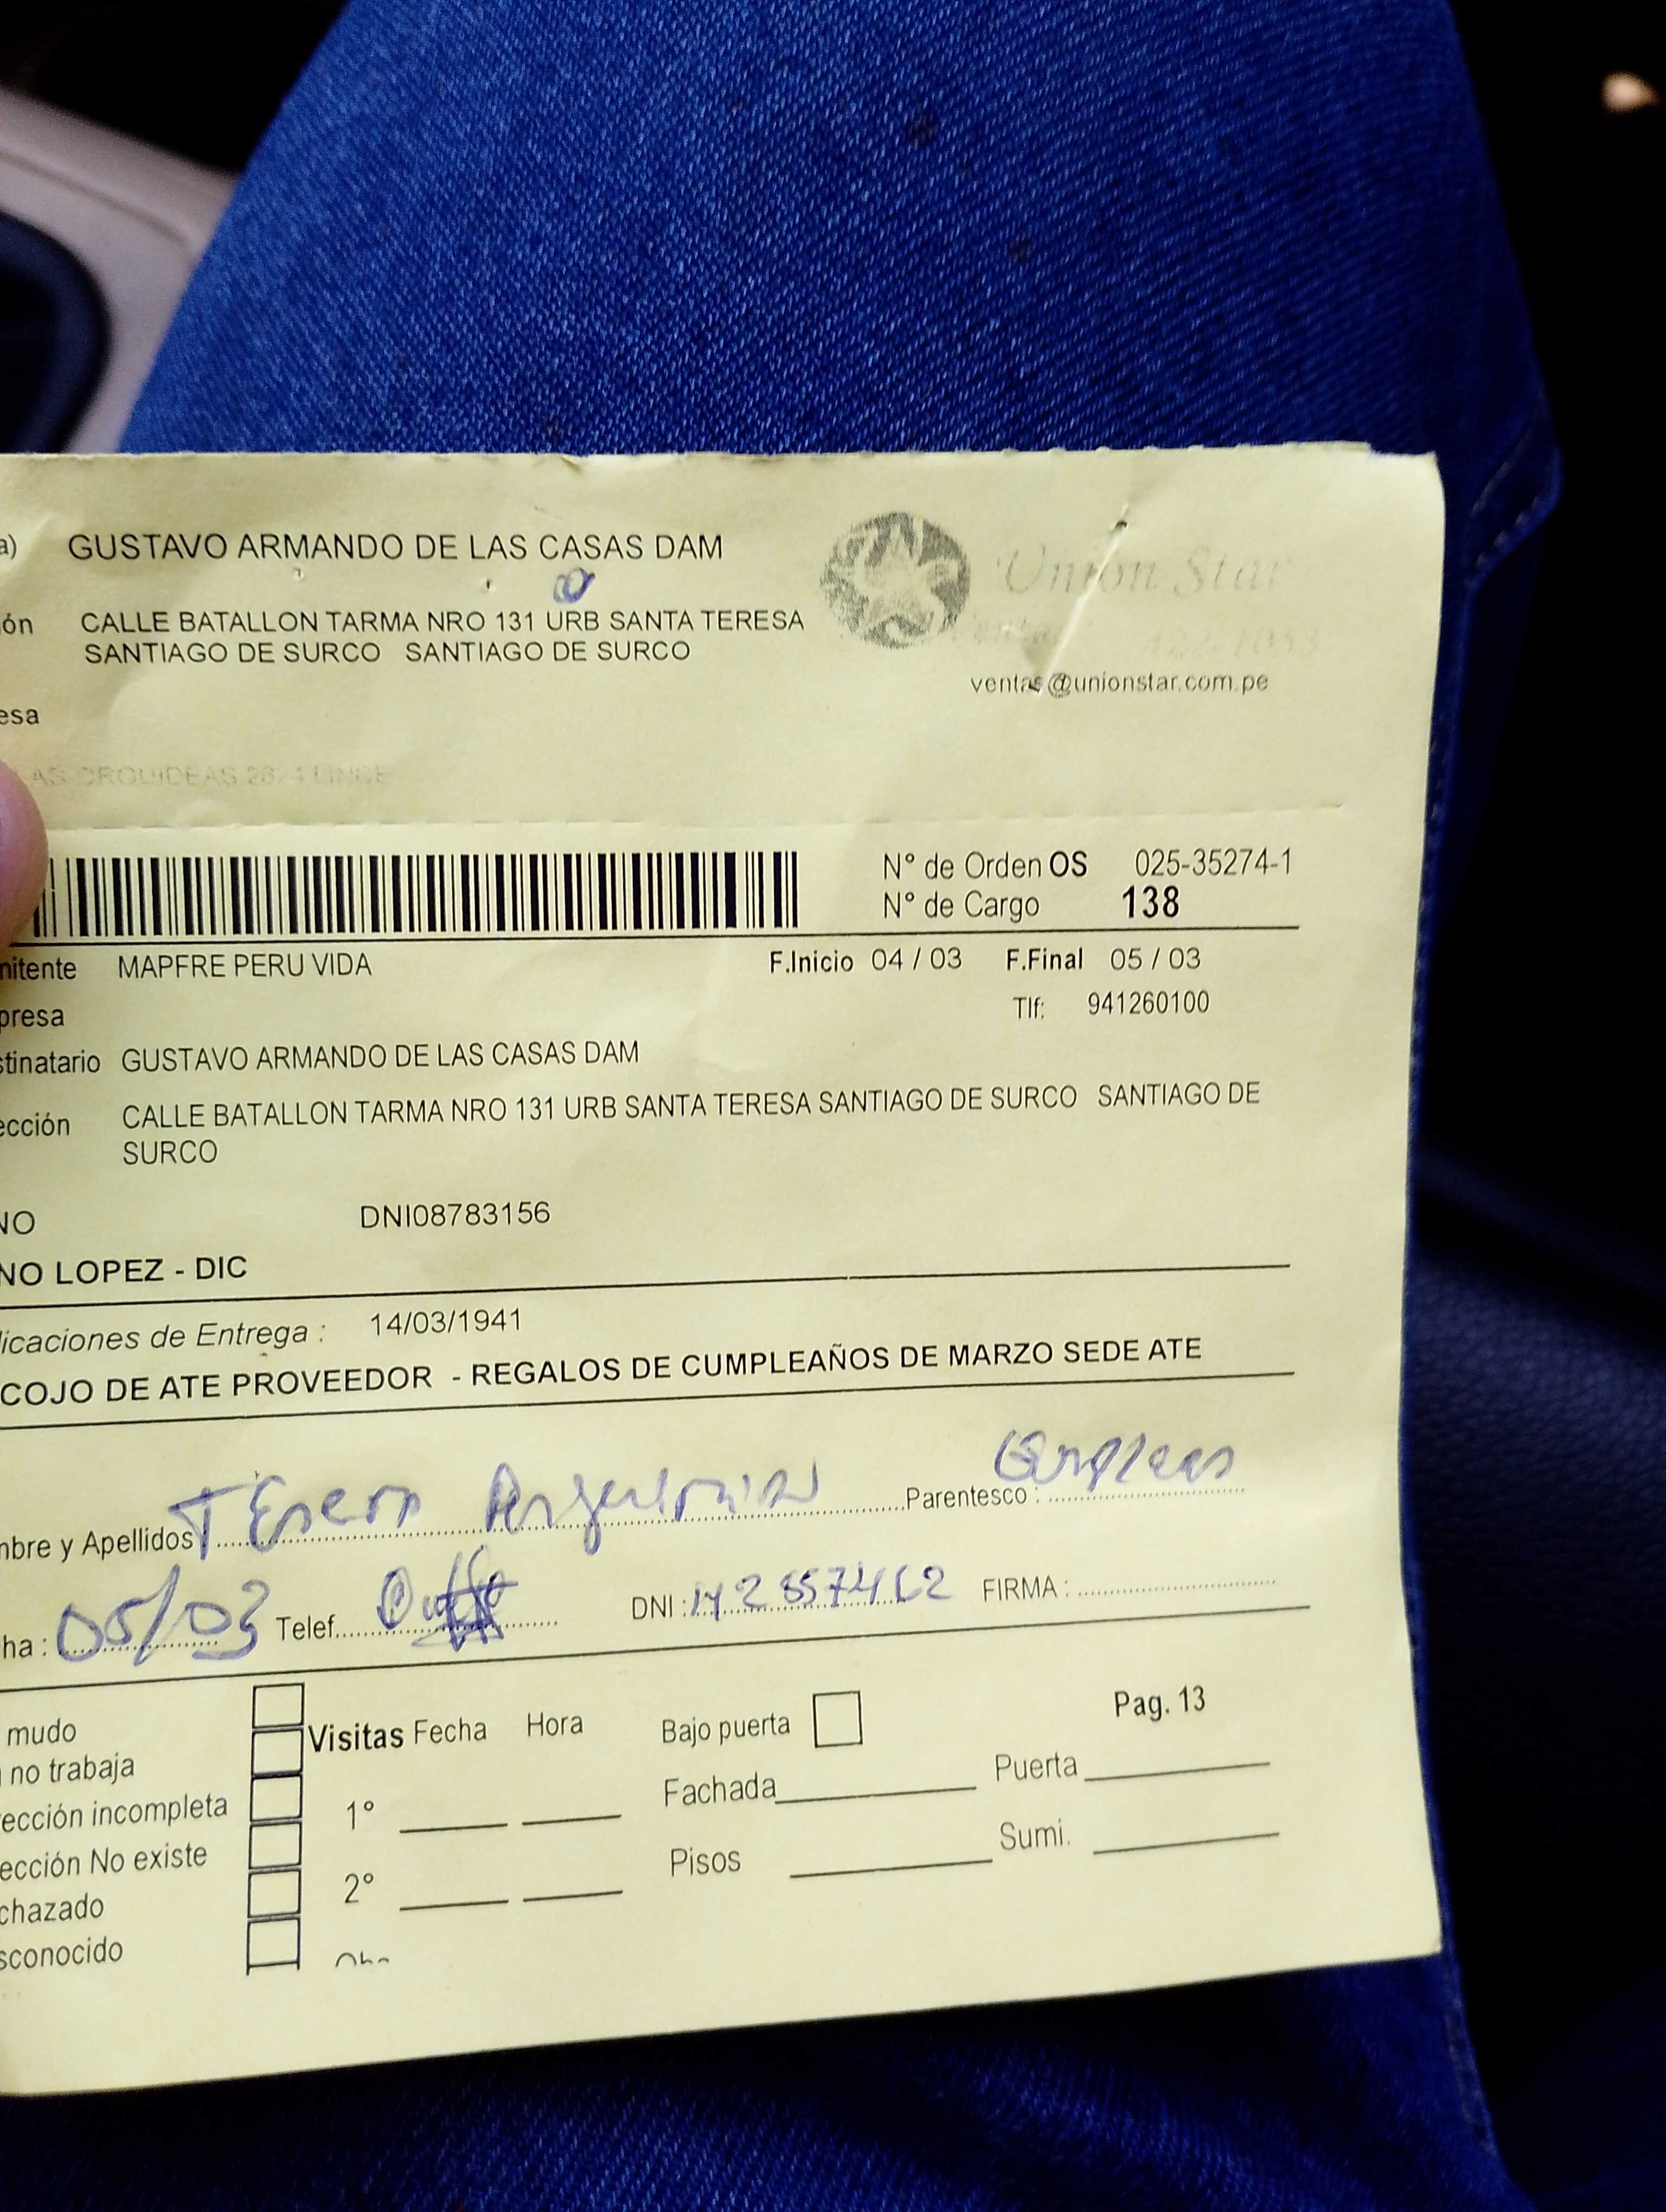 a) GUSTAVO ARMANDO DE LAS CASAS DAM
Union Star
ón CALLE BATALLON TARMA NRO 131 URB SANTA TERESA
SANTIAGO DE SURCO SANTIAGO DE SURCO
ventas@unionstar.com.pe
esa
AS ORQUIDEAS LINCE
N° de Orden OS 025-35274-1
N° de Cargo 138
mitente MAPFRE PERU VIDA F.Inicio 04 / 03 F.Final 05 / 03
presa Tlf: 941260100
stinatario GUSTAVO ARMANDO DE LAS CASAS DAM
ección CALLE BATALLON TARMA NRO 131 URB SANTA TERESA SANTIAGO DE SURCO SANTIAGO DE
SURCO
NO DNI08783156
NO LOPEZ - DIC
licaciones de Entrega : 14/03/1941
COJO DE ATE PROVEEDOR - REGALOS DE CUMPLEAÑOS DE MARZO SEDE ATE
mbre y Apellidos : Parentesco :
ha : 05/03 Telef. DNI : FIRMA :
mudo
Visitas Fecha Hora Bajo puerta Pag. 13
no trabaja
Fachada Puerta
ección incompleta 1°
ección No existe Pisos Sumi.
chazado 2°
sconocido